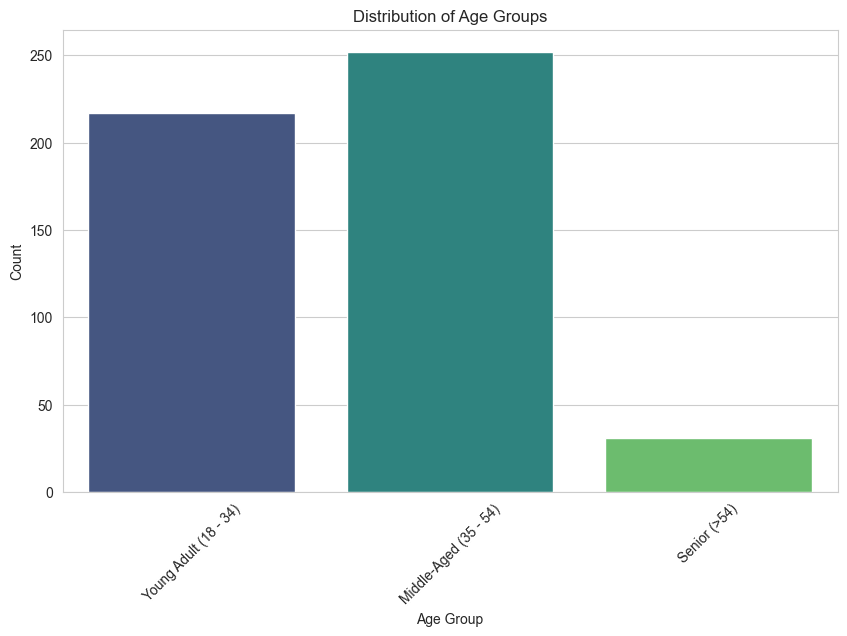 Distribution of Age Groups
Count
250
200
150
100
50
0
Young Adult (18 - 34)
Middle-Aged (35 - 54)
Senior (>54)
Age Group